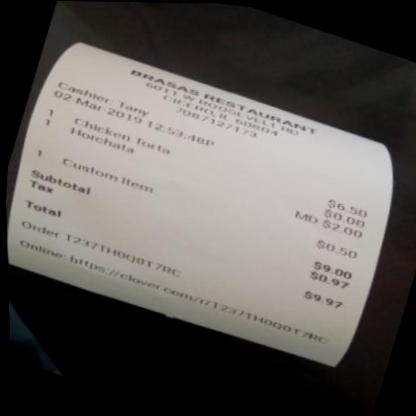 BRASAS RESTAURANT
6011 W ROOSEVELT RD
CICERO, IL 60804
7087127173
Cashier: Tany
02-Mar-2019 12:53:48P
1 Chicken Torta $6.50
1 Horchata $0.00
MD $2.00
1 Custom Item $0.50
Subtotal $9.00
Tax $0.97
Total $9.97
Order T237TH0Q0T7RC
Online: https://clover.com/r/T237TH0Q0T7RC